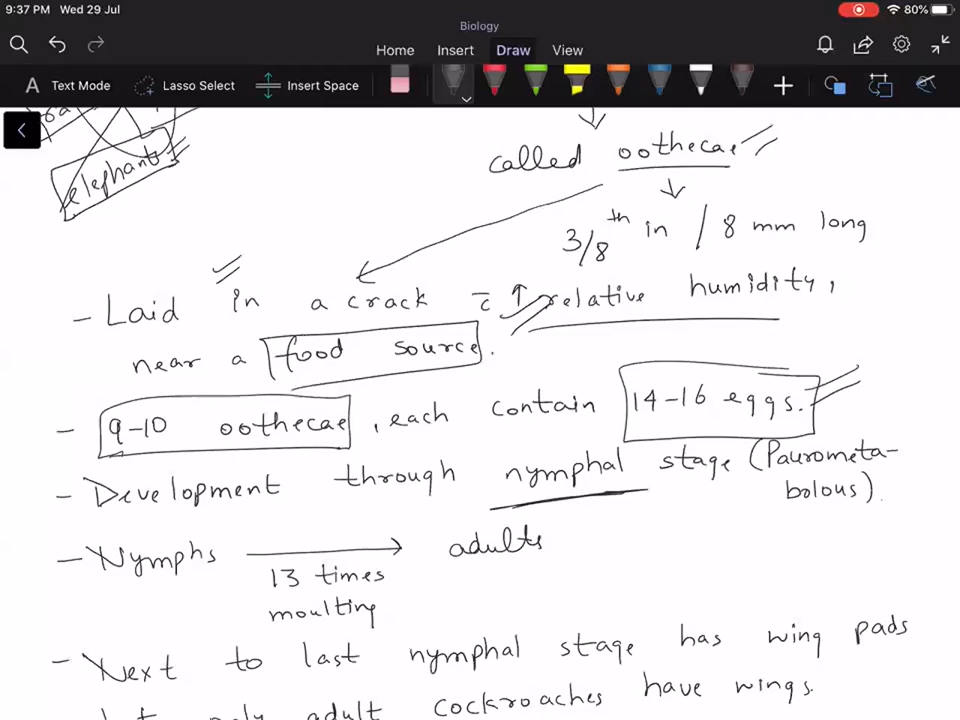 9:37 PM Wed 29 Jul
80%
Biology
Home Insert Draw View
A Text Mode Lasso Select Insert Space
elephant
called oothecae
3/8th in / 8 mm long
- Laid in a crack c̄ ↑ relative humidity,
near a food source.
- 9-10 oothecae, each contain 14-16 eggs.
- Development through nymphal stage (Paurometa-
bolous).
- Nymphs → adults
13 times
moulting
- Next to last nymphal stage has wing pads
only adult cockroaches have wings.